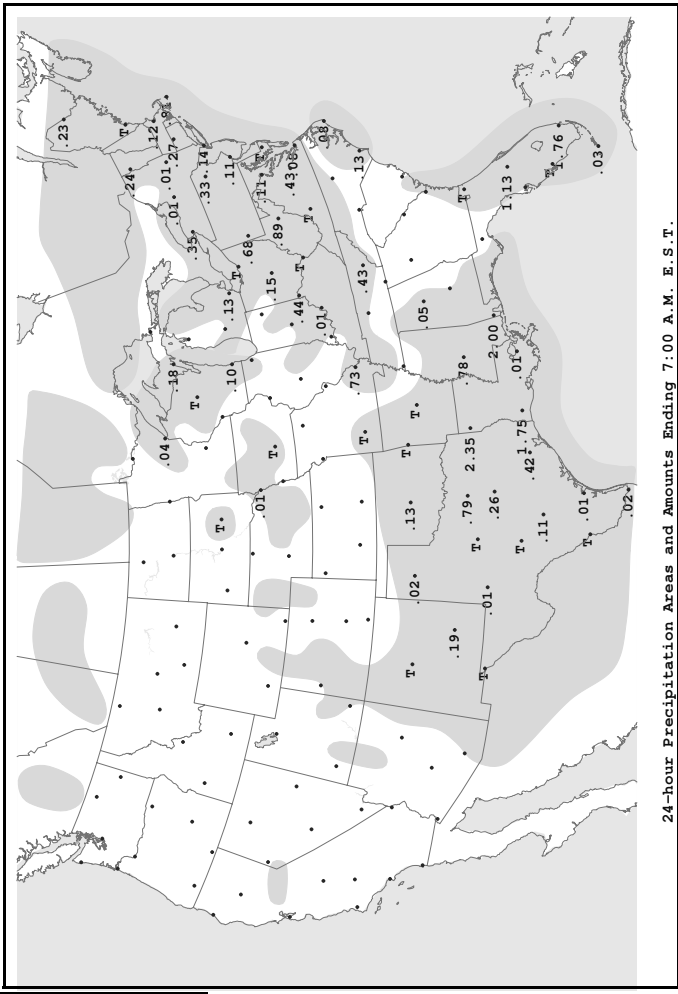 .23
T
.24
.12
.04
.01
.27
.18
.01
.35
T
.14
.33
T
.13
.11
.10
T
.68
T
.01
.11
.15
T
.89
.43
.08
.44
T
T
.01
.98
.73
.13
.43
T
T
.13
T
.02
T
.05
.19
T
.78
.79
2.35
T
T
.01
2.00
.26
1.13
.01
T
1.75
.42
.11
T
1.76
.01
T
.03
.02
24-hour Precipitation Areas and Amounts Ending 7:00 A.M. E.S.T.